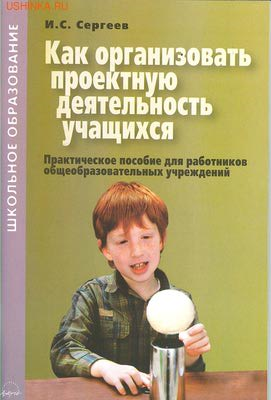 USHINKA.RU
И.С. Сергеев
Как организовать
проектную
деятельность
учащихся
Практическое пособие для работников
общеобразовательных учреждений
ШКОЛЬНОЕ ОБРАЗОВАНИЕ